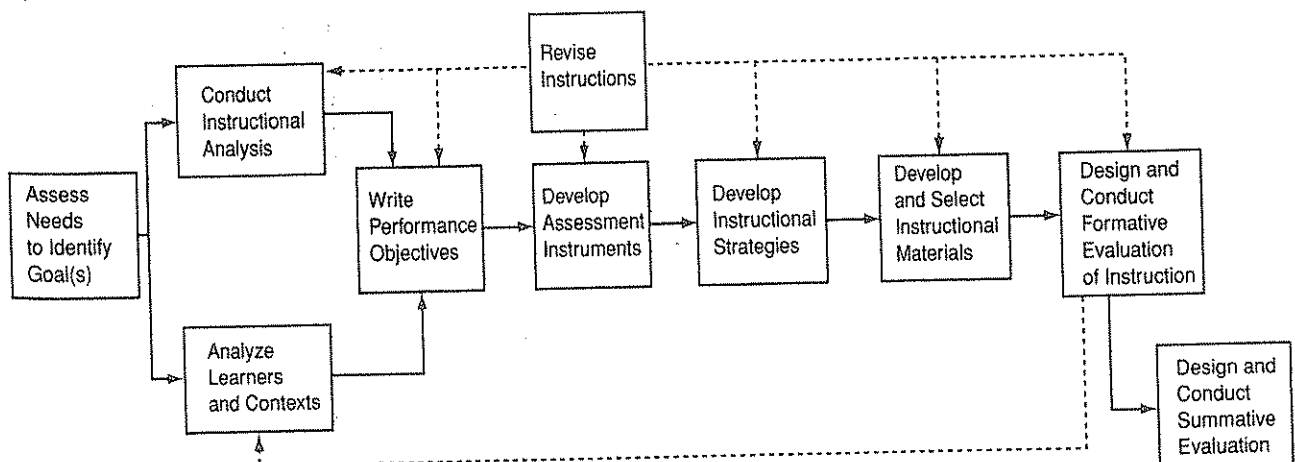 Revise
Instructions
Conduct
Instructional
Analysis
Assess
Needs
to Identify
Goal(s)
Write
Performance
Objectives
Develop
Assessment
Instruments
Develop
Instructional
Strategies
Develop
and Select
Instructional
Materials
Design and
Conduct
Formative
Evaluation
of Instruction
Analyze
Learners
and Contexts
Design and
Conduct
Summative
Evaluation